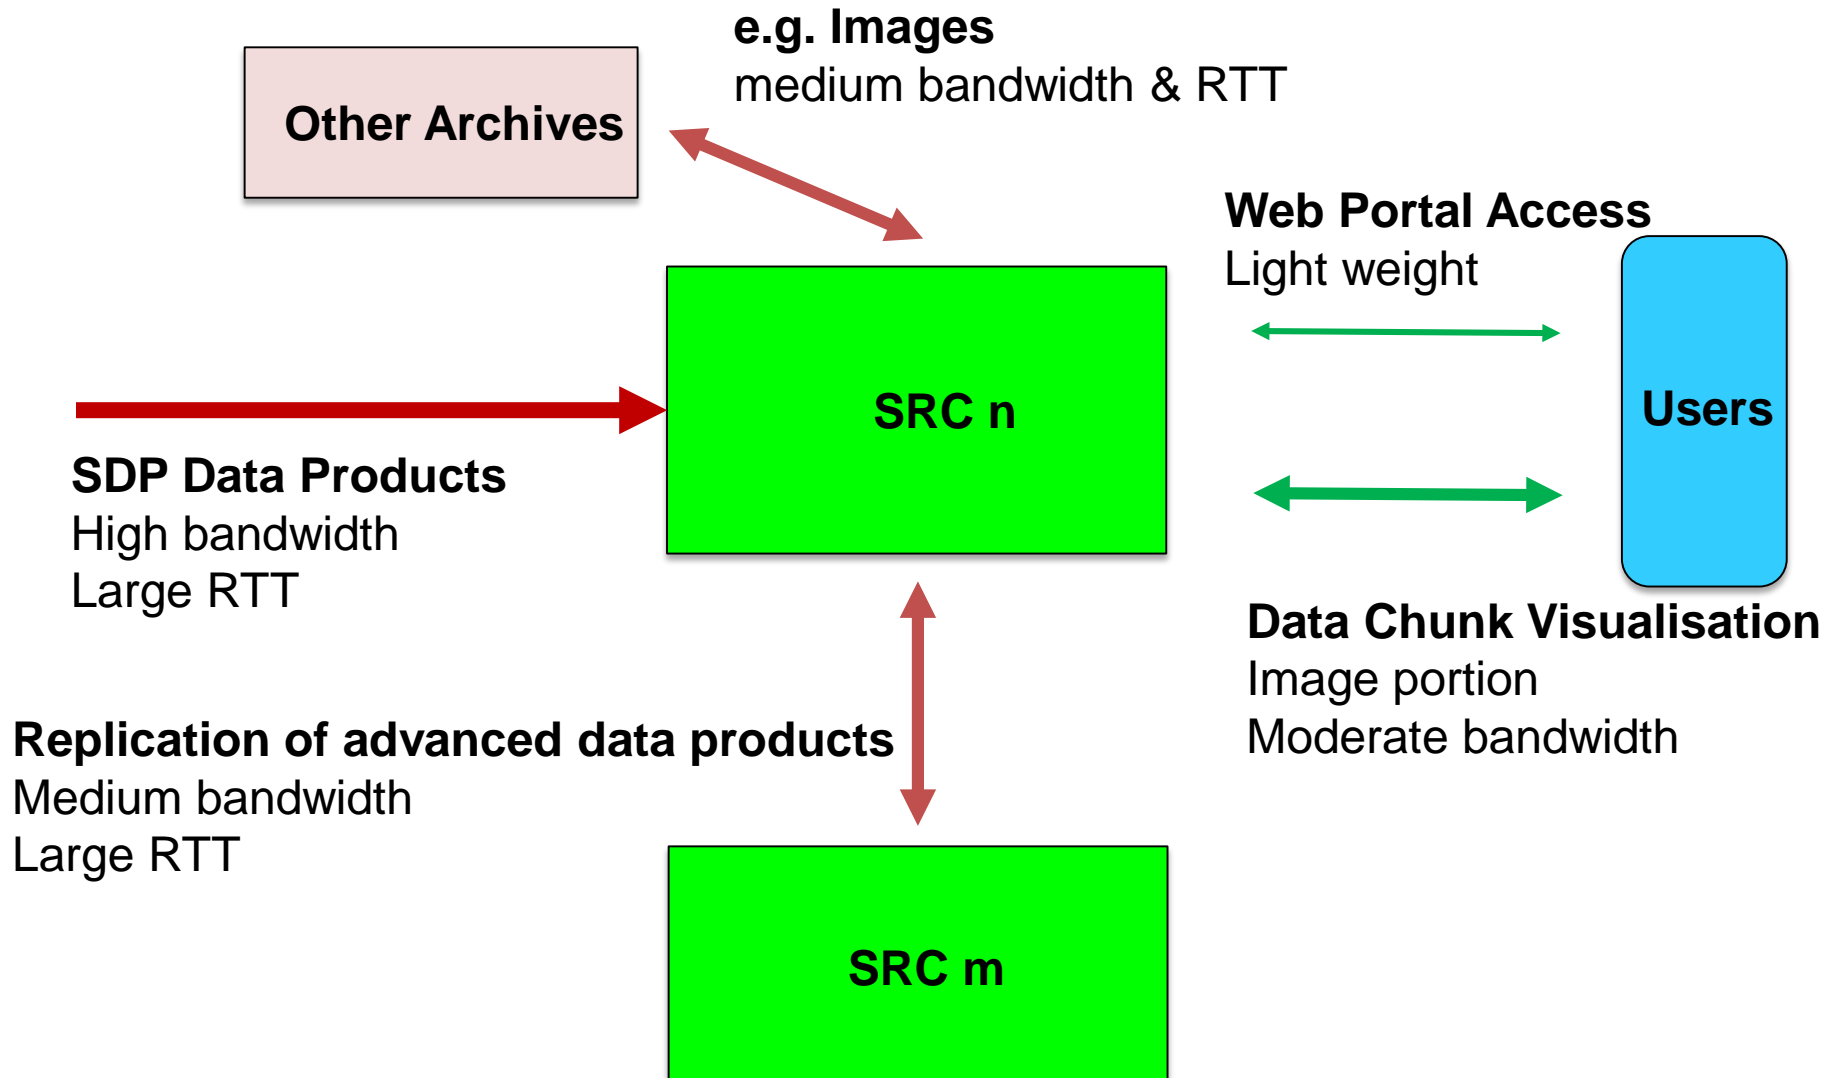 e.g. Images
medium bandwidth & RTT
Other Archives
Web Portal Access
Light weight
SRC n
Users
SDP Data Products
High bandwidth
Large RTT
Data Chunk Visualisation
Image portion
Moderate bandwidth
Replication of advanced data products
Medium bandwidth
Large RTT
SRC m